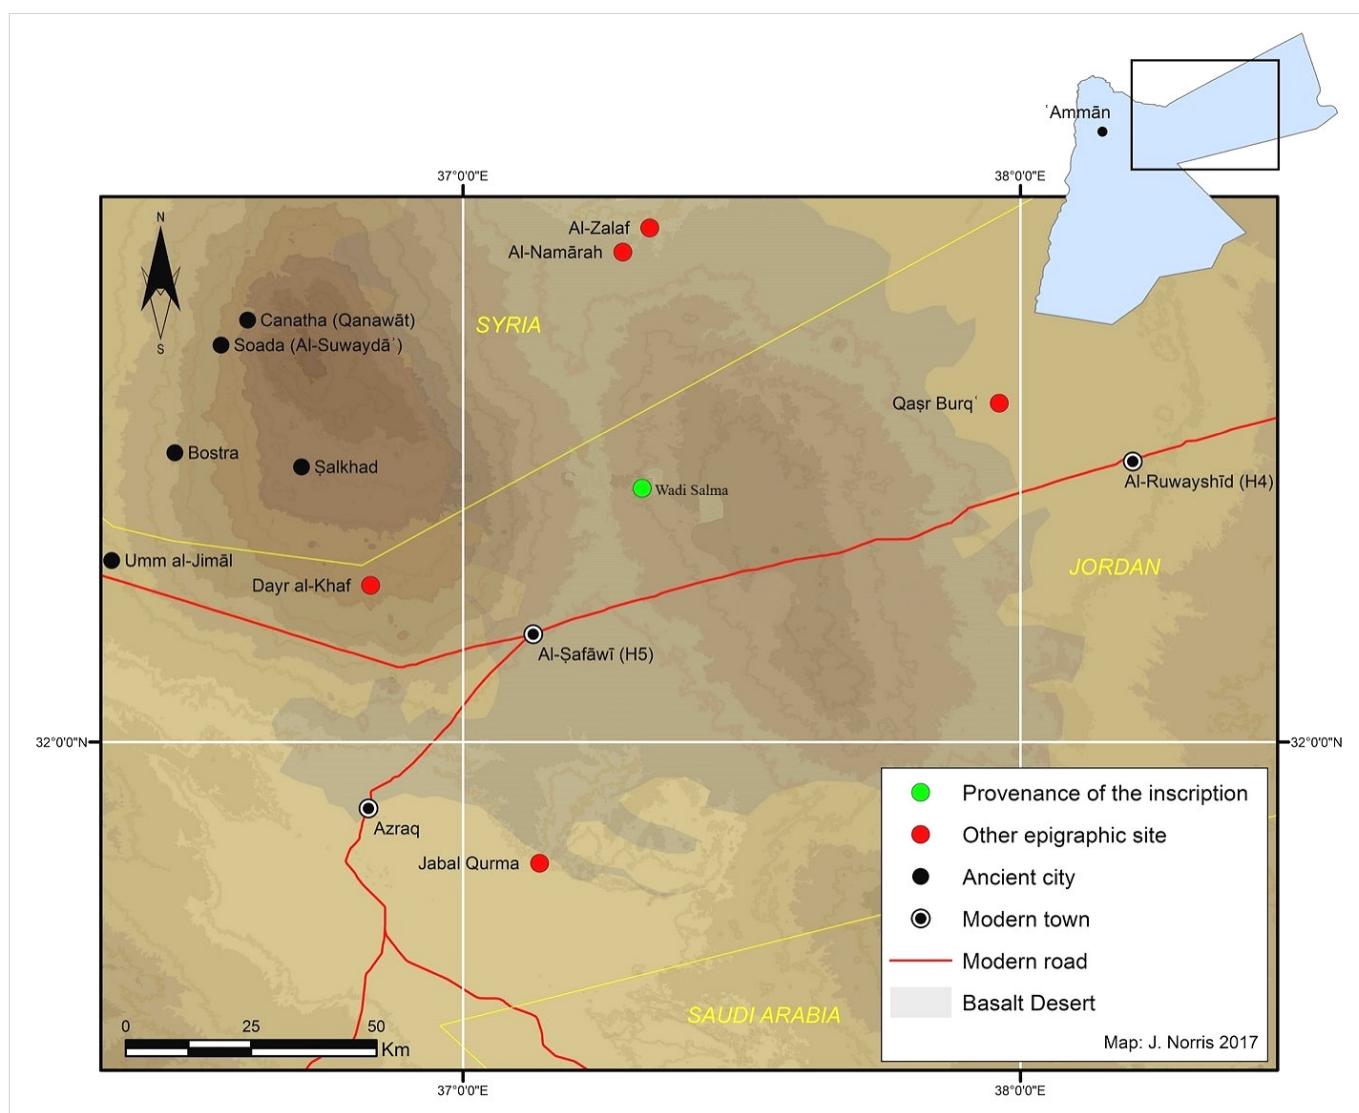 ʿAmmān
37°0'0"E
38°0'0"E
N
S
Al-Zalaf
Al-Namārah
Canatha (Qanawāt)
Soada (Al-Suwaydāʾ)
SYRIA
Qaṣr Burqʿ
Bostra
Ṣalkhad
Al-Ruwayshīd (H4)
Wadi Salma
Umm al-Jimāl
Dayr al-Khaf
JORDAN
Al-Ṣafāwī (H5)
32°0'0"N
32°0'0"N
Azraq
Jabal Qurma
Provenance of the inscription
Other epigraphic site
Ancient city
Modern town
Modern road
Basalt Desert
SAUDI ARABIA
0 25 50
Km
Map: J. Norris 2017
37°0'0"E
38°0'0"E